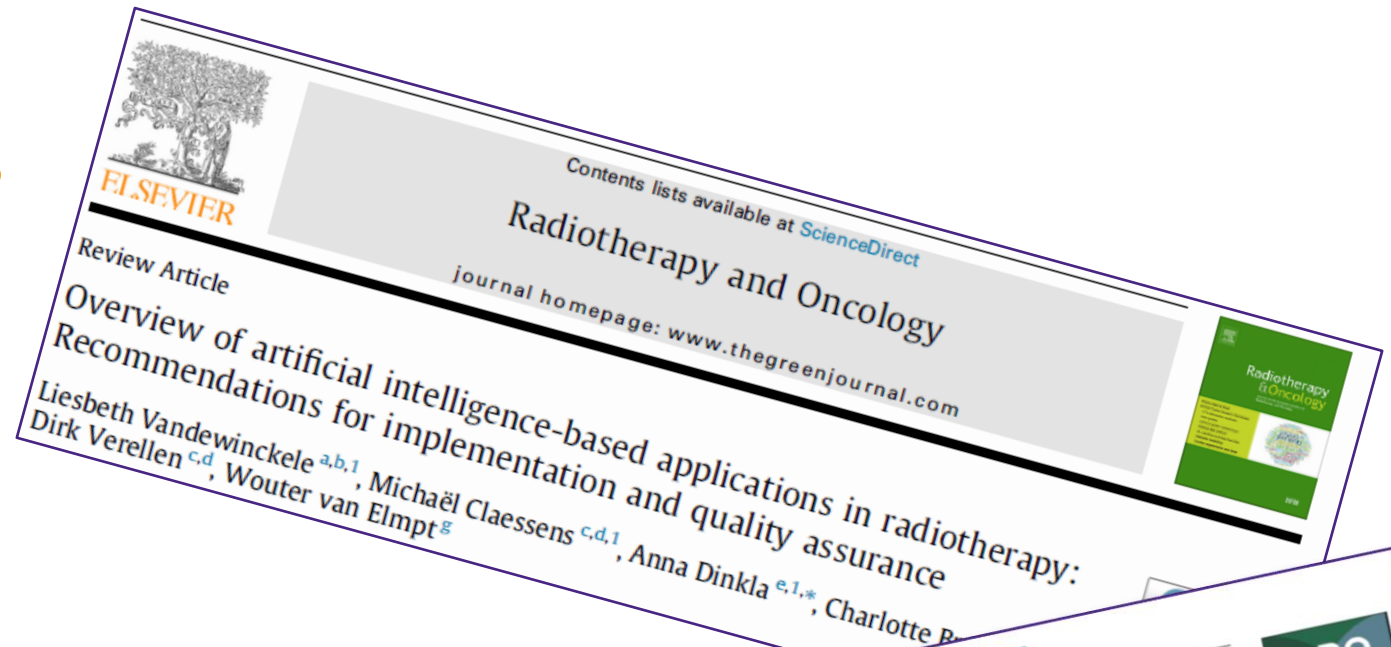 ELSEVIER
Contents lists available at ScienceDirect
Radiotherapy and Oncology
journal homepage: www.thegreenjournal.com
Radiotherapy
&Oncology
Review Article
Overview of artificial intelligence-based applications in radiotherapy:
Recommendations for implementation and quality assurance
Liesbeth Vandewinckele a,b,1, Michaël Claessens c,d,1, Anna Dinkla e,1,*, Charlotte
Dirk Verellen c,d, Wouter van Elmpt g